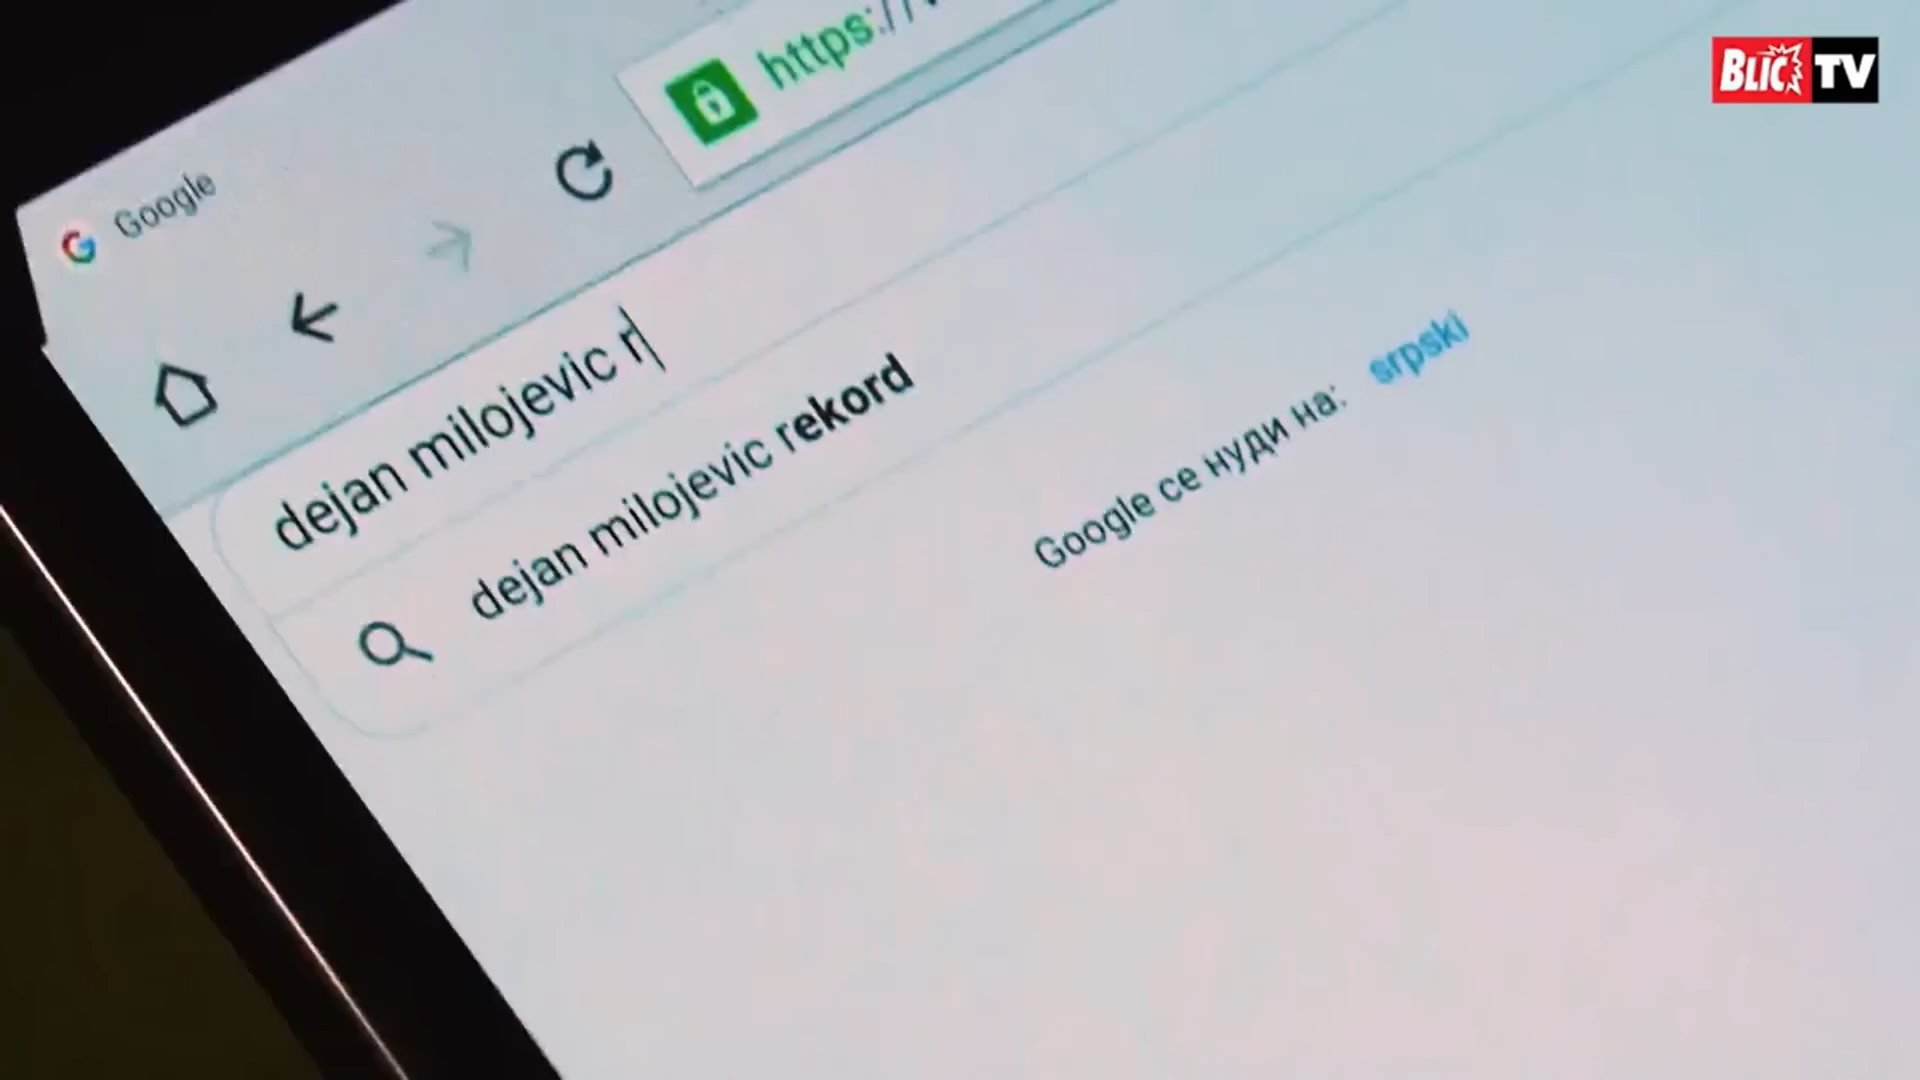 BLIC TV
Google
https://
dejan milojevic r
dejan milojevic rekord
Google се нуди на: srpski